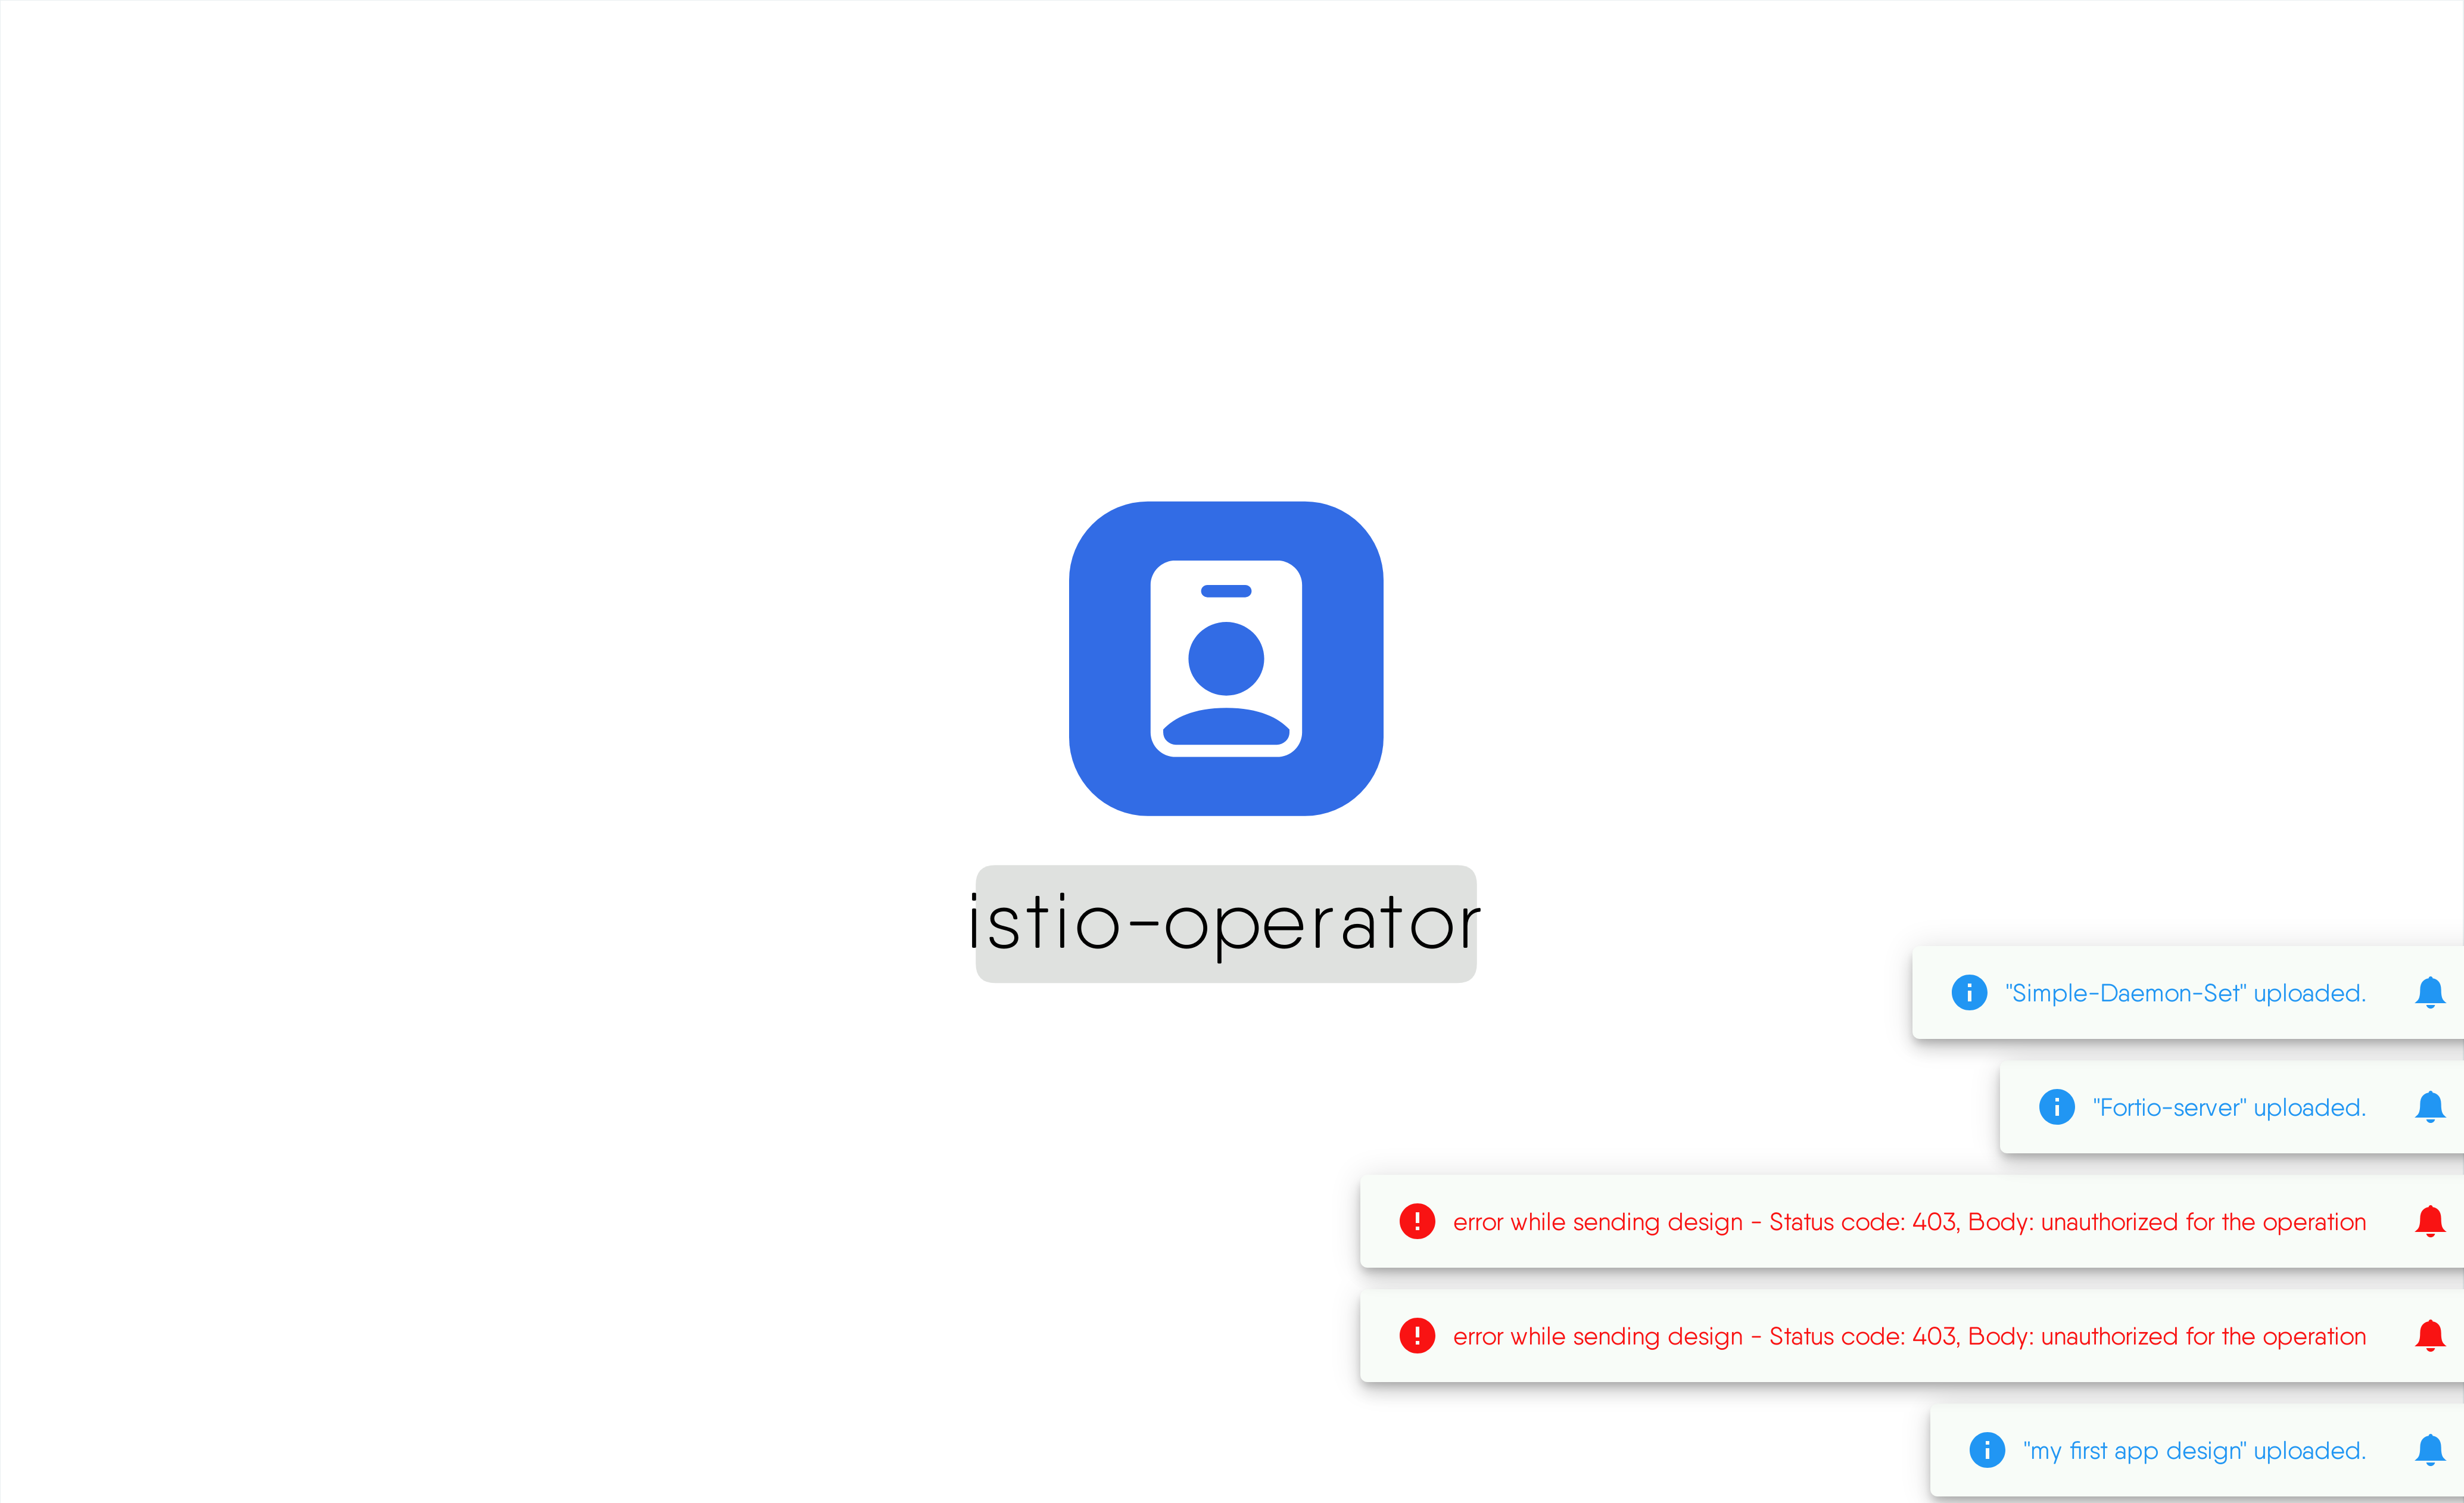 istio-operator
"Simple-Daemon-Set" uploaded.
"Fortio-server" uploaded.
error while sending design - Status code: 403, Body: unauthorized for the operation
error while sending design - Status code: 403, Body: unauthorized for the operation
"my first app design" uploaded.